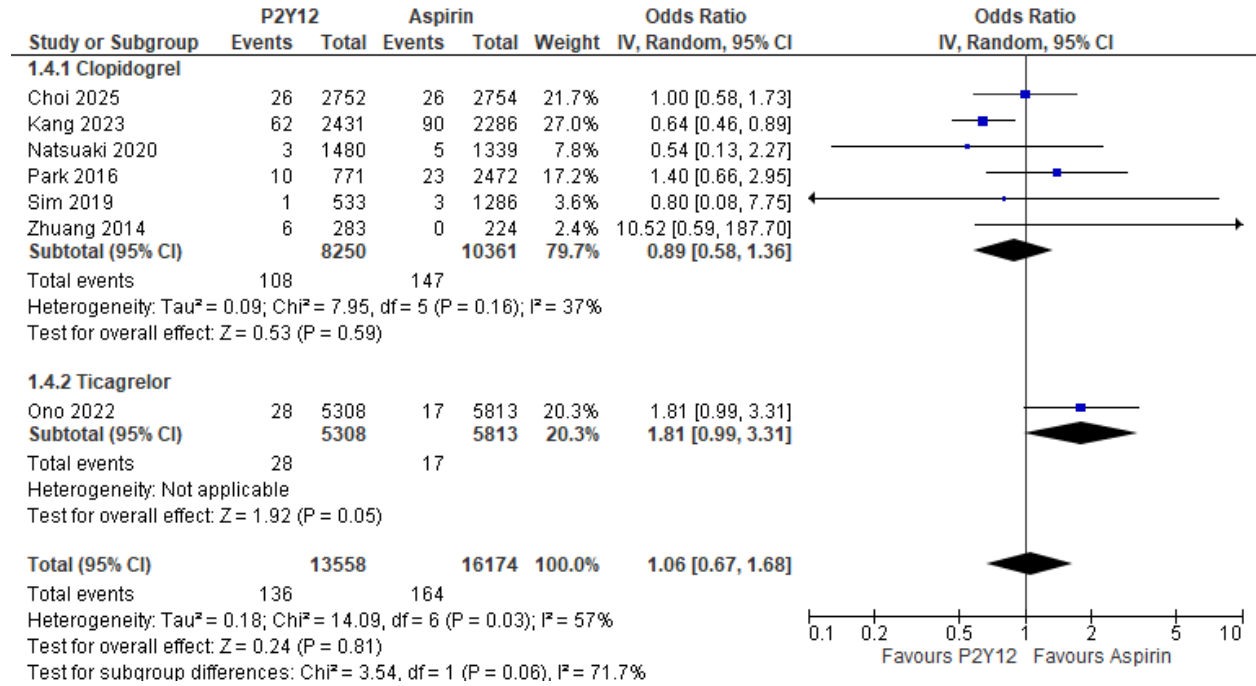 P2Y12 Aspirin Odds Ratio Odds Ratio
Study or Subgroup Events Total Events Total Weight IV, Random, 95% CI IV, Random, 95% CI
1.4.1 Clopidogrel
Choi 2025 26 2752 26 2754 21.7% 1.00 [0.58, 1.73]
Kang 2023 62 2431 90 2286 27.0% 0.64 [0.46, 0.89]
Natsuaki 2020 3 1480 5 1339 7.8% 0.54 [0.13, 2.27]
Park 2016 10 771 23 2472 17.2% 1.40 [0.66, 2.95]
Sim 2019 1 533 3 1286 3.6% 0.80 [0.08, 7.75]
Zhuang 2014 6 283 0 224 2.4% 10.52 [0.59, 187.70]
Subtotal (95% CI) 8250 10361 79.7% 0.89 [0.58, 1.36]
Total events 108 147
Heterogeneity: Tau² = 0.09; Chi² = 7.95, df = 5 (P = 0.16); I² = 37%
Test for overall effect: Z = 0.53 (P = 0.59)
1.4.2 Ticagrelor
Ono 2022 28 5308 17 5813 20.3% 1.81 [0.99, 3.31]
Subtotal (95% CI) 5308 5813 20.3% 1.81 [0.99, 3.31]
Total events 28 17
Heterogeneity: Not applicable
Test for overall effect: Z = 1.92 (P = 0.05)
Total (95% CI) 13558 16174 100.0% 1.06 [0.67, 1.68]
Total events 136 164
Heterogeneity: Tau² = 0.18; Chi² = 14.09, df = 6 (P = 0.03); I² = 57%
Test for overall effect: Z = 0.24 (P = 0.81)
Test for subgroup differences: Chi² = 3.54, df = 1 (P = 0.06), I² = 71.7%
0.1 0.2 0.5 1 2 5 10
Favours P2Y12 Favours Aspirin